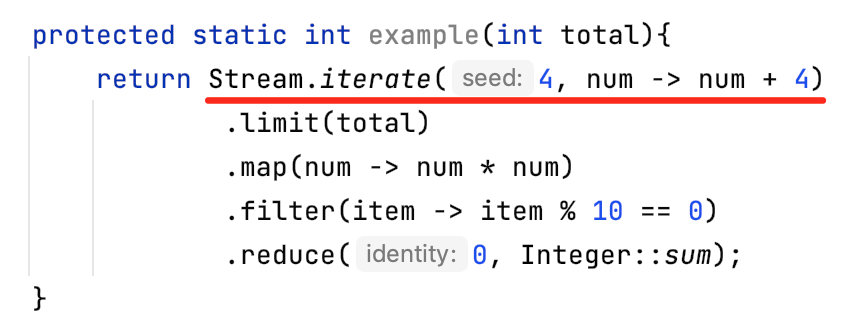 protected static int example(int total){
return Stream.iterate( seed: 4, num -> num + 4)
.limit(total)
.map(num -> num * num)
.filter(item -> item % 10 == 0)
.reduce( identity: 0, Integer::sum);
}